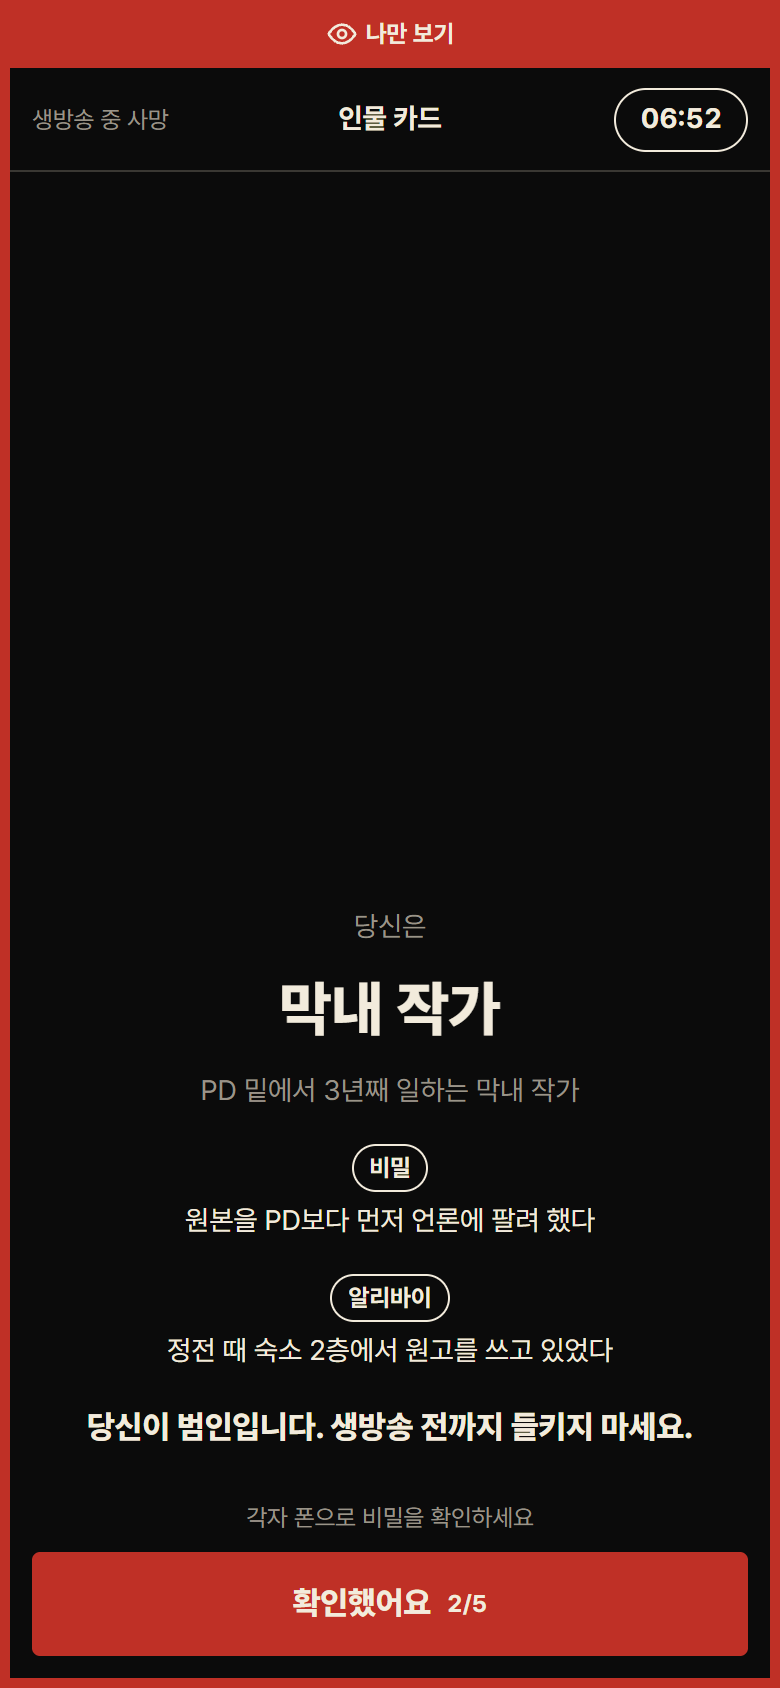 나만 보기
생방송 중 사망
인물 카드
06:52
당신은
막내 작가
PD 밑에서 3년째 일하는 막내 작가
비밀
원본을 PD보다 먼저 언론에 팔려 했다
알리바이
정전 때 숙소 2층에서 원고를 쓰고 있었다
당신이 범인입니다. 생방송 전까지 들키지 마세요.
각자 폰으로 비밀을 확인하세요
확인했어요 2/5